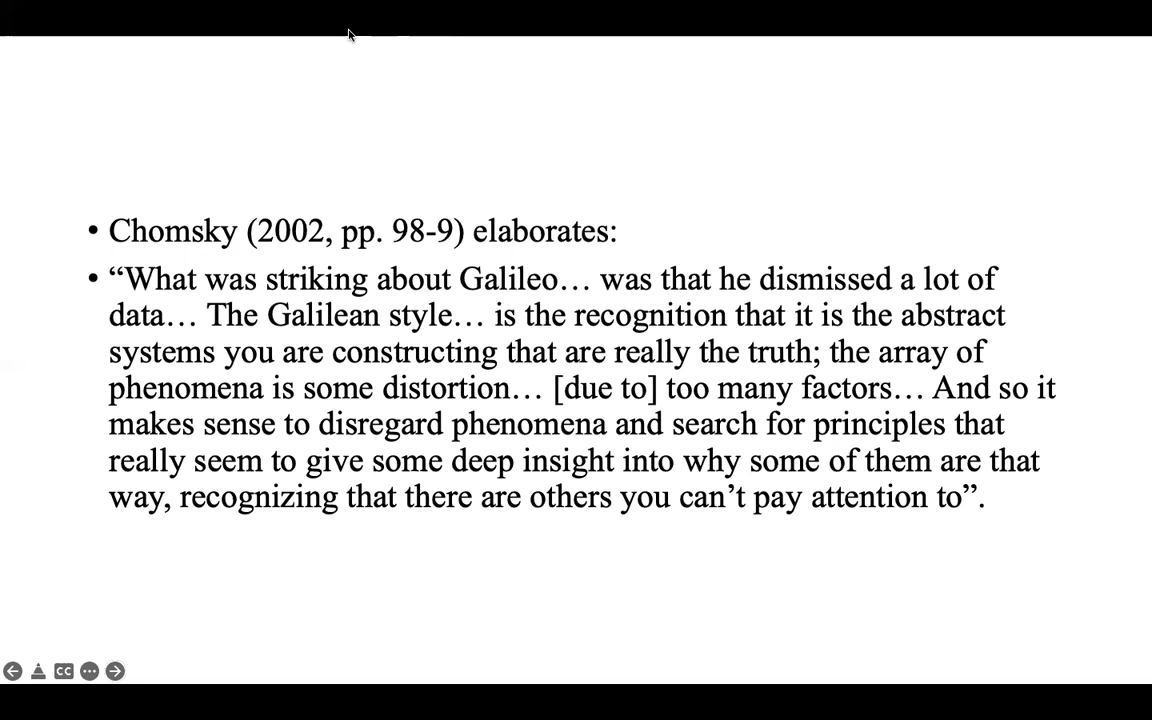 • Chomsky (2002, pp. 98-9) elaborates:
• “What was striking about Galileo… was that he dismissed a lot of
data… The Galilean style… is the recognition that it is the abstract
systems you are constructing that are really the truth; the array of
phenomena is some distortion… [due to] too many factors… And so it
makes sense to disregard phenomena and search for principles that
really seem to give some deep insight into why some of them are that
way, recognizing that there are others you can’t pay attention to”.
CC